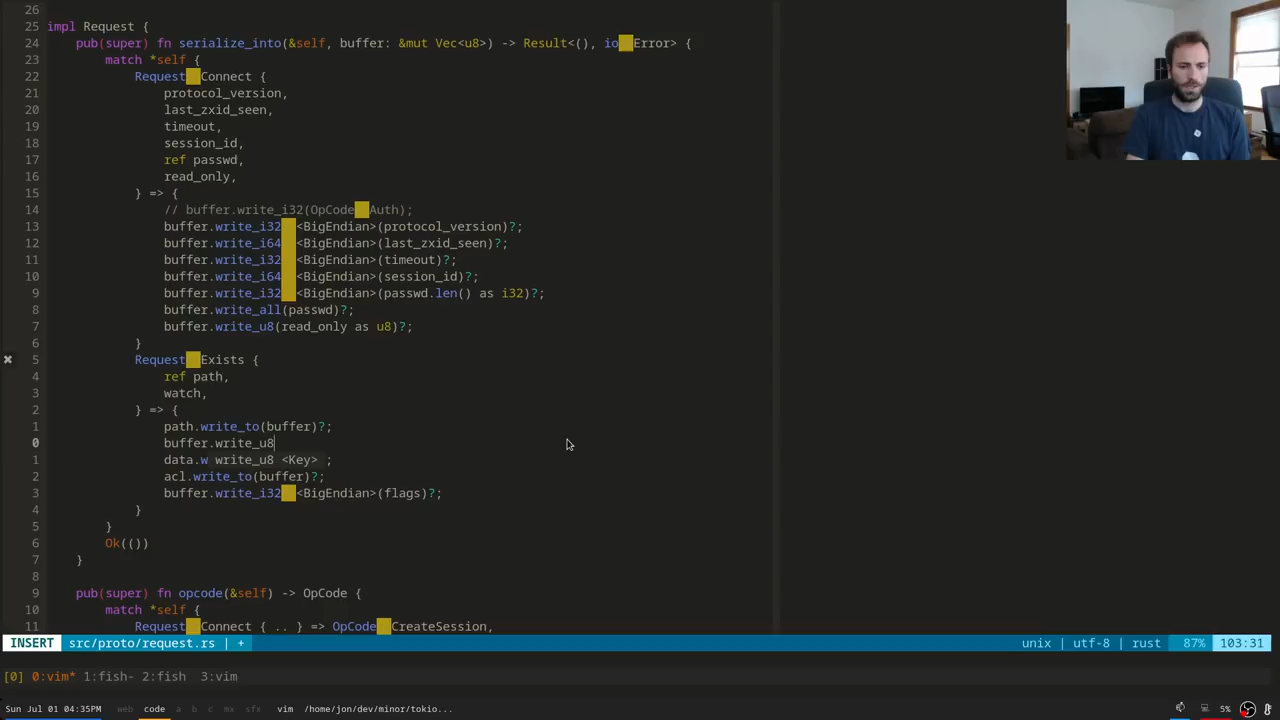 26
25 impl Request {
24     pub(super) fn serialize_into(&self, buffer: &mut Vec<u8>) -> Result<(), io::Error> {
23         match *self {
22             Request::Connect {
21                 protocol_version,
20                 last_zxid_seen,
19                 timeout,
18                 session_id,
17                 ref passwd,
16                 read_only,
15             } => {
14                 // buffer.write_i32(OpCode::Auth);
13                 buffer.write_i32::<BigEndian>(protocol_version)?;
12                 buffer.write_i64::<BigEndian>(last_zxid_seen)?;
11                 buffer.write_i32::<BigEndian>(timeout)?;
10                 buffer.write_i64::<BigEndian>(session_id)?;
9                 buffer.write_i32::<BigEndian>(passwd.len() as i32)?;
8                 buffer.write_all(passwd)?;
7                 buffer.write_u8(read_only as u8)?;
6             }
✖ 5             Request::Exists {
4                 ref path,
3                 watch,
2             } => {
1                 path.write_to(buffer)?;
0                 buffer.write_u8
1                 data.w write_u8 <Key> ;
2                 acl.write_to(buffer)?;
3                 buffer.write_i32::<BigEndian>(flags)?;
4             }
5         }
6         Ok(())
7     }
8
9     pub(super) fn opcode(&self) -> OpCode {
10         match *self {
11             Request::Connect { .. } => OpCode::CreateSession,
INSERT src/proto/request.rs | + unix | utf-8 | rust 87% 103:31
[0] 0:vim* 1:fish- 2:fish 3:vim
Sun Jul 01 04:35PM web code a b c mx sfx vim /home/jon/dev/minor/tokio... 5%